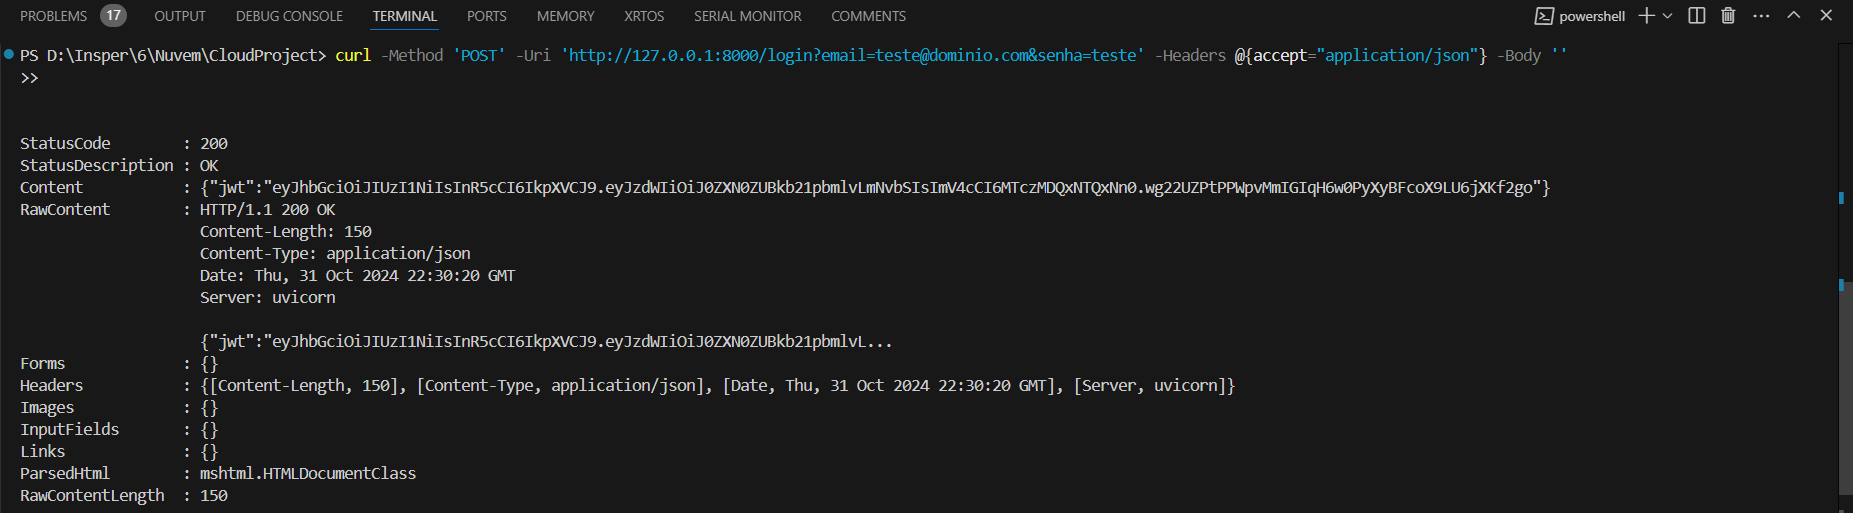 PROBLEMS 17 OUTPUT DEBUG CONSOLE TERMINAL PORTS MEMORY XRTOS SERIAL MONITOR COMMENTS powershell
PS D:\Insper\6\Nuvem\CloudProject> curl -Method 'POST' -Uri 'http://127.0.0.1:8000/login?email=teste@dominio.com&senha=teste' -Headers @{accept="application/json"} -Body ''
>>
StatusCode : 200
StatusDescription : OK
Content : {"jwt":"eyJhbGciOiJIUzI1NiIsInR5cCI6IkpXVCJ9.eyJzdWIiOiJ0ZXN0ZUBkb21pbmlvLmNvbSIsImV4cCI6MTczMDQxNTQxNn0.wg22UZPtPPWpvMmIGIqH6w0PyXyBFcoX9LU6jXKf2go"}
RawContent : HTTP/1.1 200 OK
Content-Length: 150
Content-Type: application/json
Date: Thu, 31 Oct 2024 22:30:20 GMT
Server: uvicorn
{"jwt":"eyJhbGciOiJIUzI1NiIsInR5cCI6IkpXVCJ9.eyJzdWIiOiJ0ZXN0ZUBkb21pbmlvL...
Forms : {}
Headers : {[Content-Length, 150], [Content-Type, application/json], [Date, Thu, 31 Oct 2024 22:30:20 GMT], [Server, uvicorn]}
Images : {}
InputFields : {}
Links : {}
ParsedHtml : mshtml.HTMLDocumentClass
RawContentLength : 150